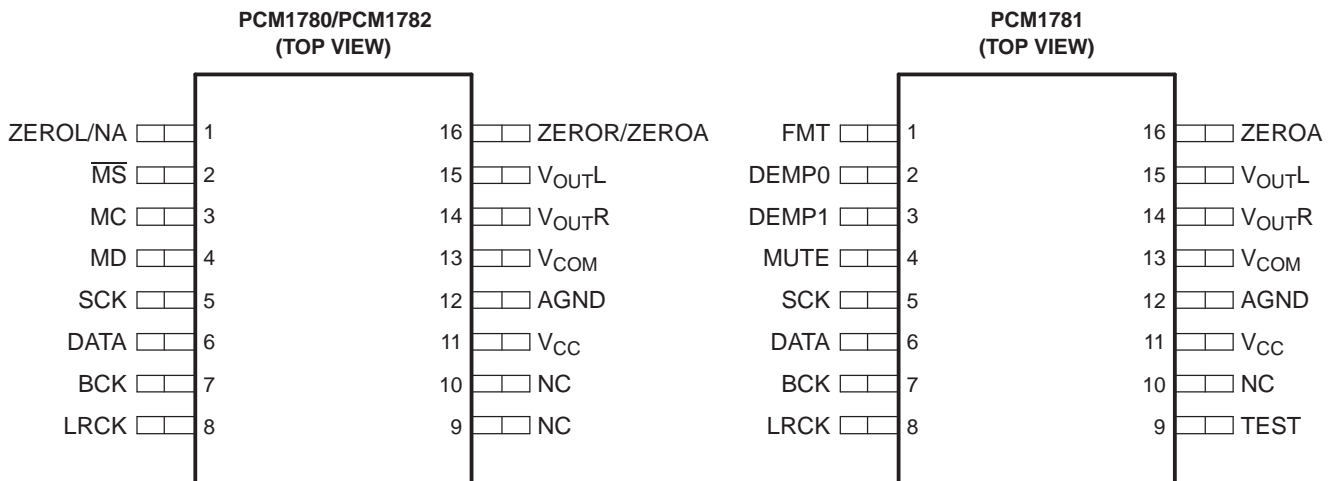 PCM1780/PCM1782
(TOP VIEW)
ZEROL/NA 1 16 ZEROR/ZEROA
MS 2 15 VOUTL
MC 3 14 VOUTR
MD 4 13 VCOM
SCK 5 12 AGND
DATA 6 11 VCC
BCK 7 10 NC
LRCK 8 9 NC
PCM1781
(TOP VIEW)
FMT 1 16 ZEROA
DEMP0 2 15 VOUTL
DEMP1 3 14 VOUTR
MUTE 4 13 VCOM
SCK 5 12 AGND
DATA 6 11 VCC
BCK 7 10 NC
LRCK 8 9 TEST